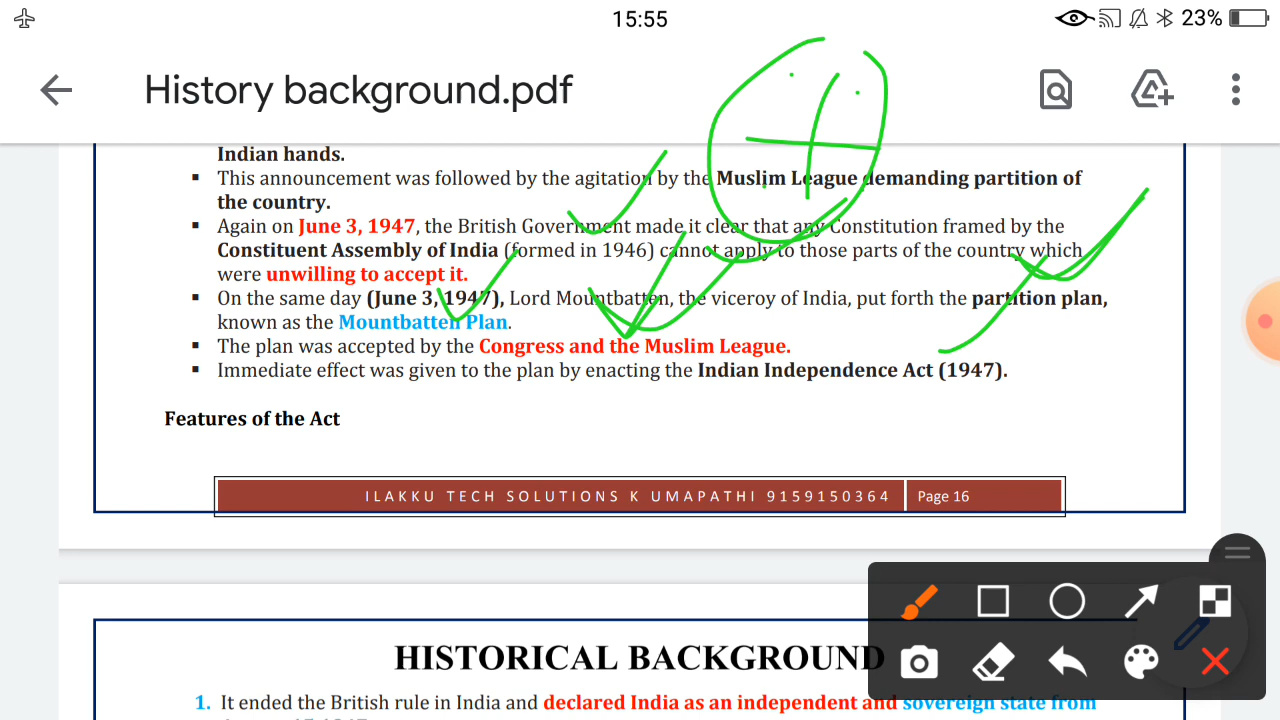 15:55
23%
History background.pdf
Indian hands.
▪ This announcement was followed by the agitation by the Muslim League demanding partition of
the country.
▪ Again on June 3, 1947, the British Government made it clear that any Constitution framed by the
Constituent Assembly of India (formed in 1946) cannot apply to those parts of the country which
were unwilling to accept it.
▪ On the same day (June 3, 1947), Lord Mountbatten, the viceroy of India, put forth the partition plan,
known as the Mountbatten Plan.
▪ The plan was accepted by the Congress and the Muslim League.
▪ Immediate effect was given to the plan by enacting the Indian Independence Act (1947).
Features of the Act
ILAKKU TECH SOLUTIONS K UMAPATHI 9159150364 Page 16
HISTORICAL BACKGROUND
1. It ended the British rule in India and declared India as an independent and sovereign state from